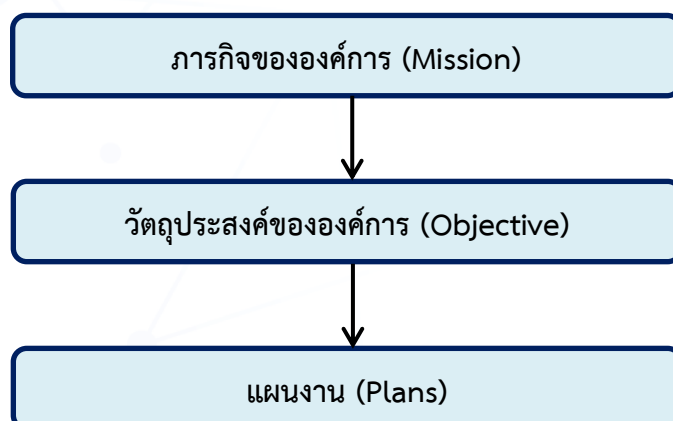 ภารกิจขององค์การ (Mission)
วัตถุประสงค์ขององค์การ (Objective)
แผนงาน (Plans)